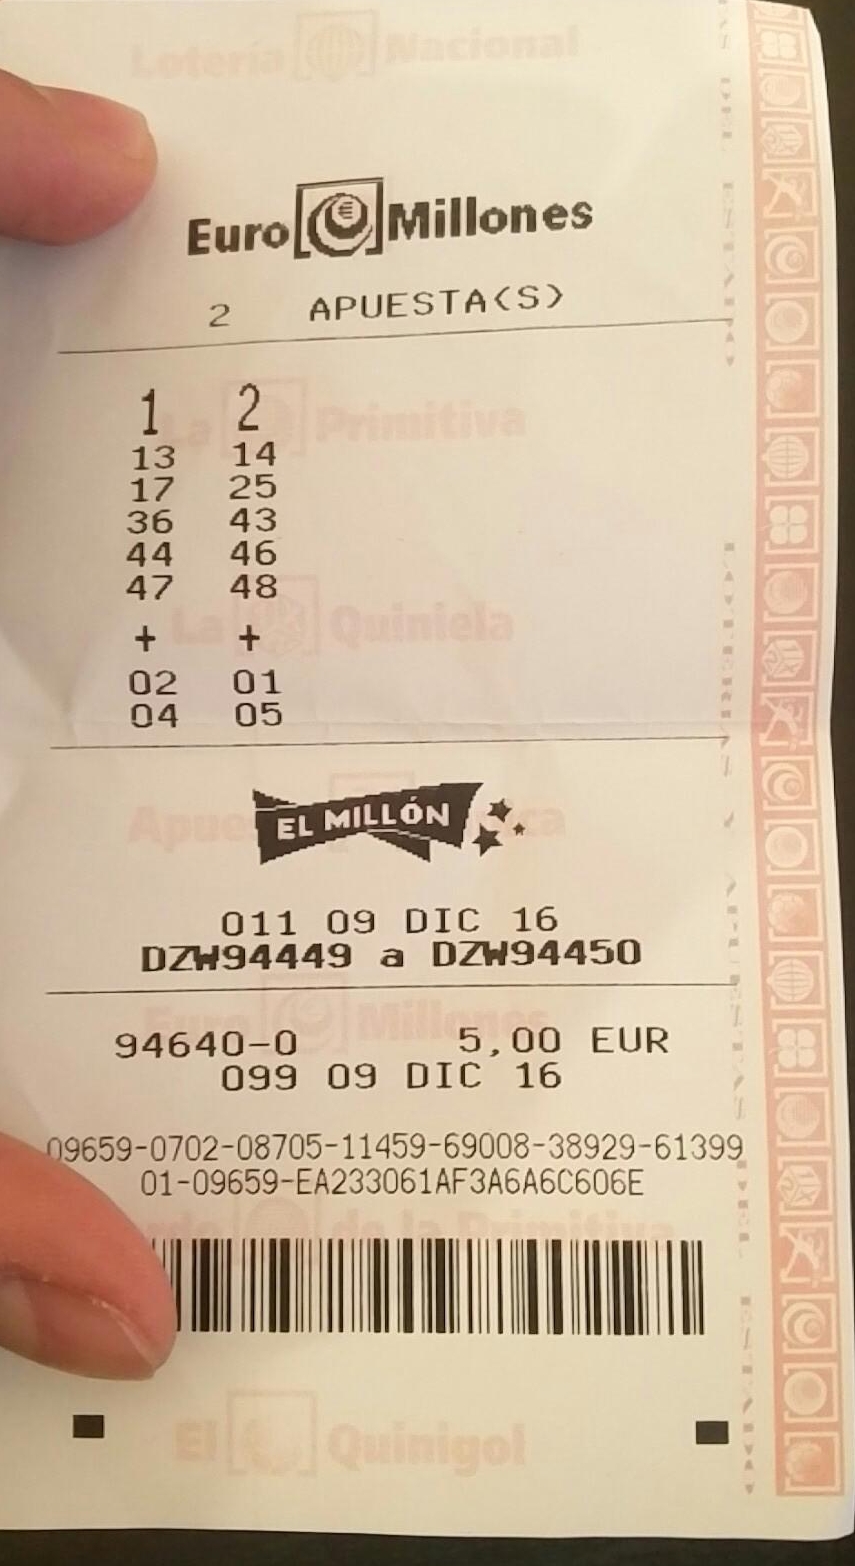 Lotería Nacional
Euro Millones
2 APUESTA(S)
1 2
La Primitiva
13 14
17 25
36 43
44 46
47 48
La Quiniela
+ +
02 01
04 05
EL MILLÓN
011 09 DIC 16
DZW94449 a DZW94450
Euro Millones
94640-0 5,00 EUR
099 09 DIC 16
09659-0702-08705-11459-69008-38929-61399
01-09659-EA233061AF3A6A6C606E
de la Primitiva
El Quinigol